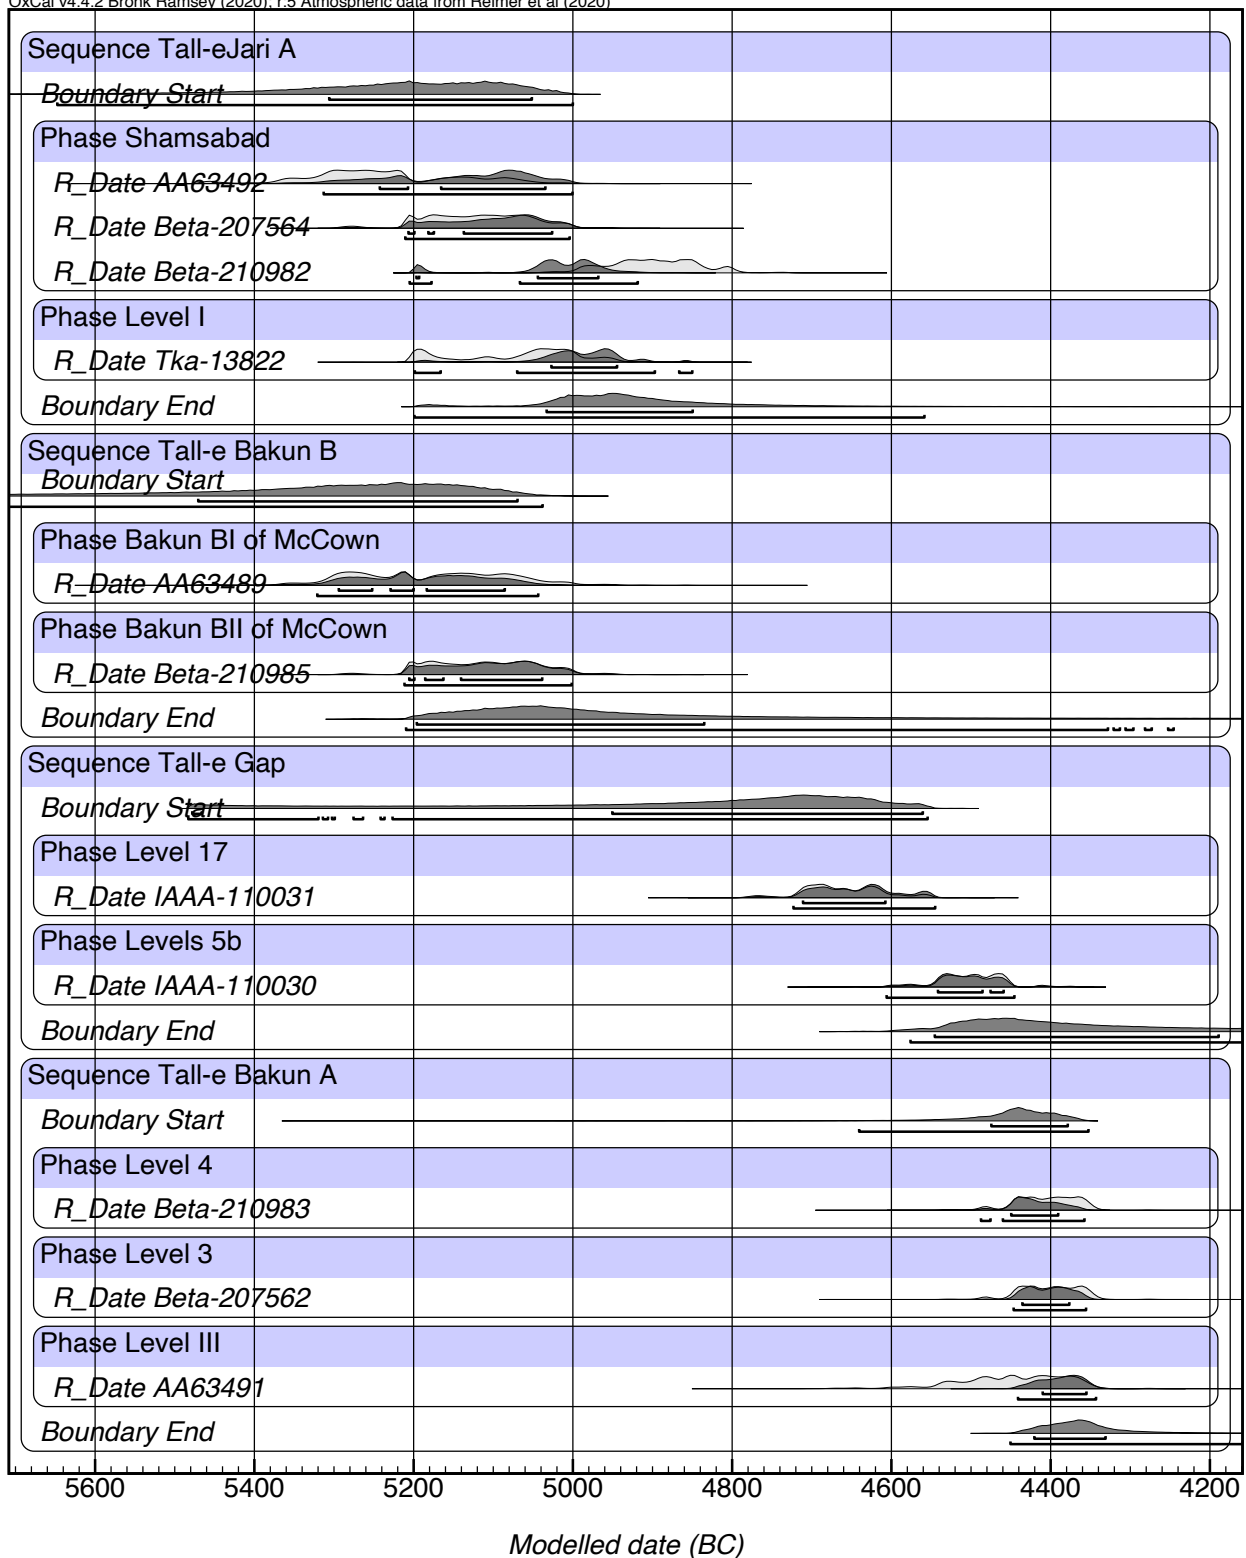 OxCal v4.4.2 Bronk Ramsey (2020); r:5 Atmospheric data from Reimer et al (2020)
Sequence Tall-eJari A
Boundary Start
Phase Shamsabad
R_Date AA63492
R_Date Beta-207564
R_Date Beta-210982
Phase Level I
R_Date Tka-13822
Boundary End
Sequence Tall-e Bakun B
Boundary Start
Phase Bakun BI of McCown
R_Date AA63489
Phase Bakun BII of McCown
R_Date Beta-210985
Boundary End
Sequence Tall-e Gap
Boundary Start
Phase Level 17
R_Date IAAA-110031
Phase Levels 5b
R_Date IAAA-110030
Boundary End
Sequence Tall-e Bakun A
Boundary Start
Phase Level 4
R_Date Beta-210983
Phase Level 3
R_Date Beta-207562
Phase Level III
R_Date AA63491
Boundary End
5600 5400 5200 5000 4800 4600 4400 4200
Modelled date (BC)